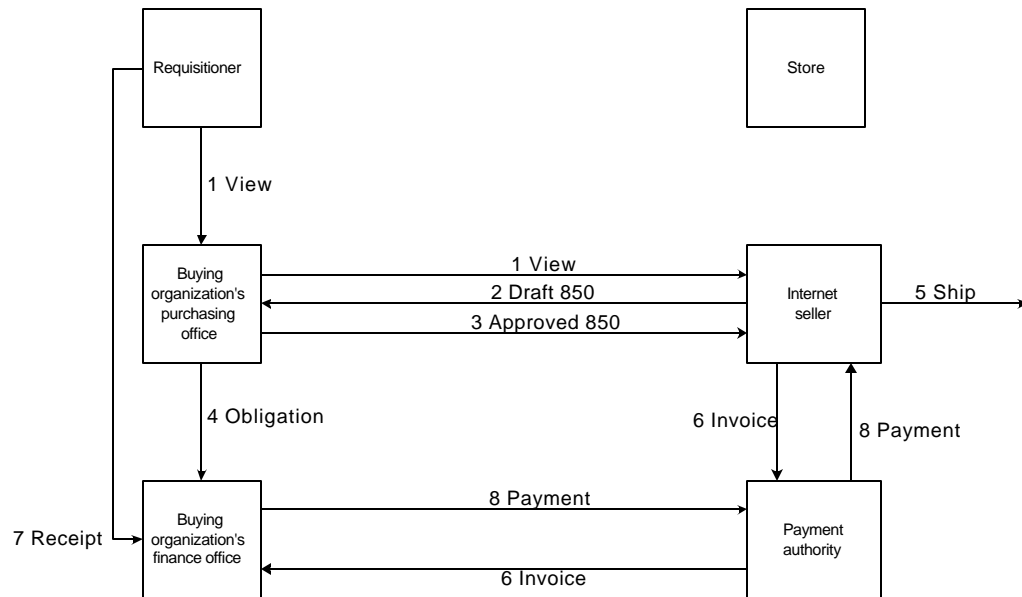 Requisitioner
Store
1 View
Buying
organization's
purchasing
office
1 View
2 Draft 850
3 Approved 850
Internet
seller
5 Ship
4 Obligation
6 Invoice
8 Payment
7 Receipt
Buying
organization's
finance office
8 Payment
6 Invoice
Payment
authority